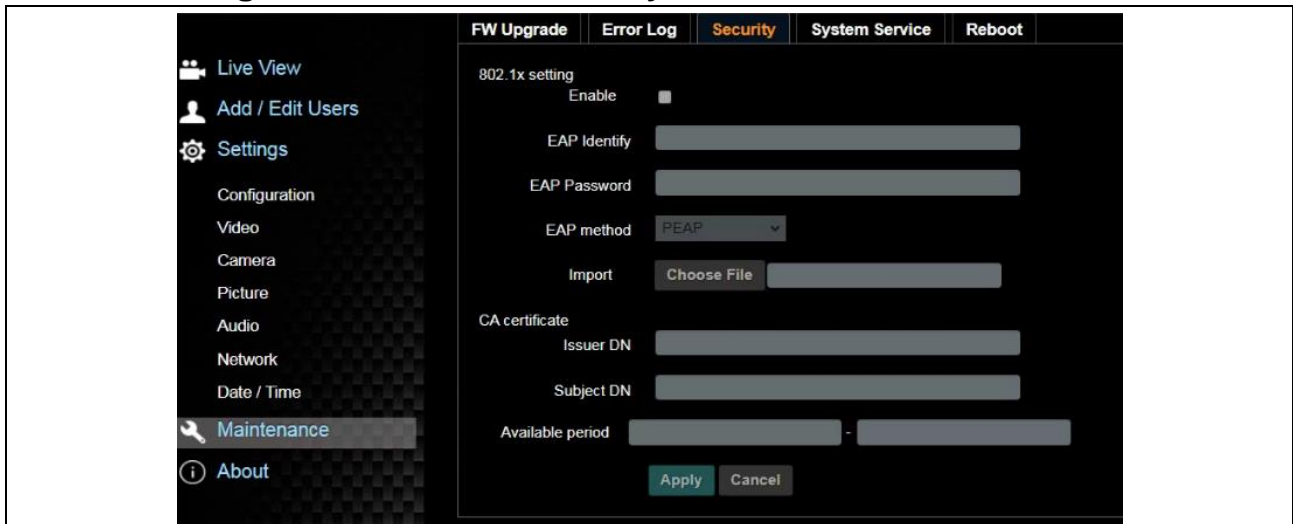 FW Upgrade Error Log Security System Service Reboot
Live View
Add / Edit Users
Settings
Configuration
Video
Camera
Picture
Audio
Network
Date / Time
Maintenance
About
802.1x setting
Enable
EAP Identify
EAP Password
EAP method PEAP
Import Choose File
CA certificate
Issuer DN
Subject DN
Available period -
Apply Cancel